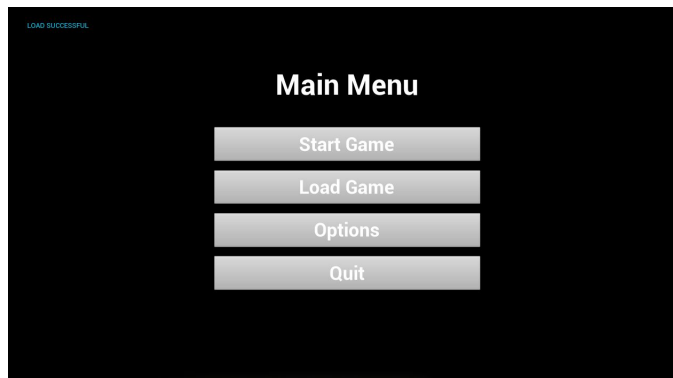 LOAD SUCCESSFUL
Main Menu
Start Game
Load Game
Options
Quit